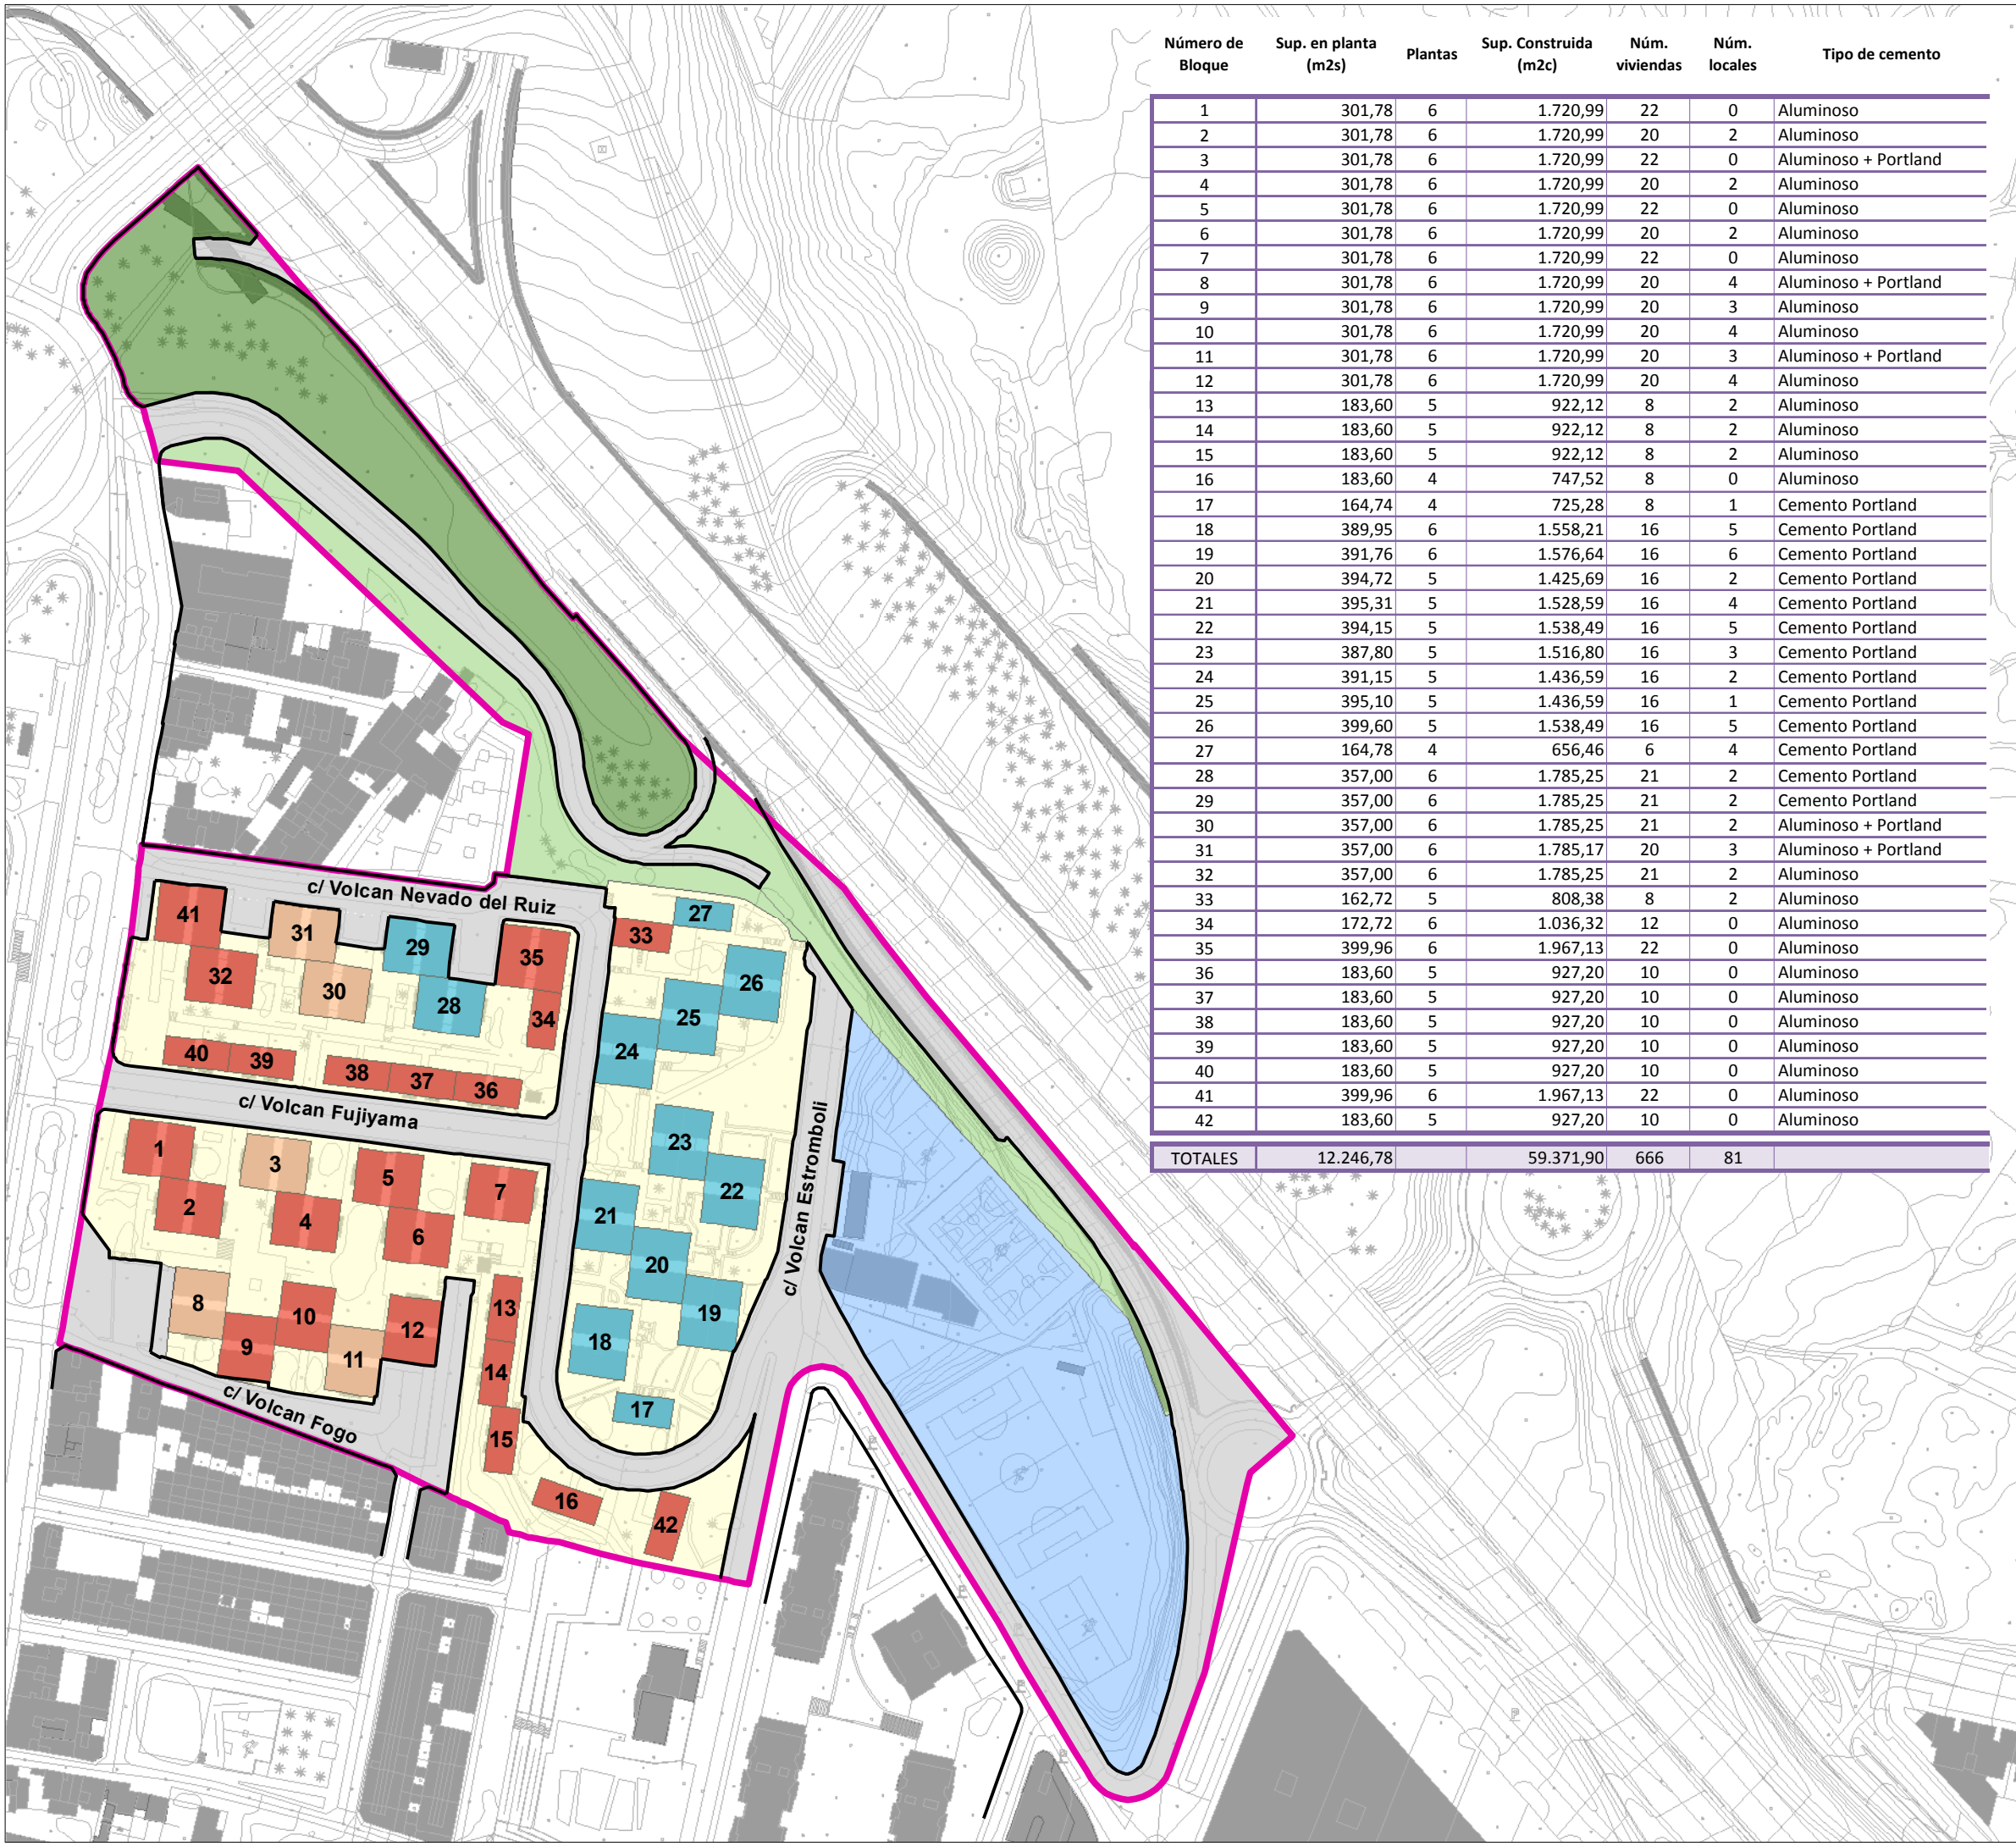 Número de Bloque Sup. en planta (m2s) Plantas Sup. Construida (m2c) Núm. viviendas Núm. locales Tipo de cemento
1 301,78 6 1.720,99 22 0 Aluminoso
2 301,78 6 1.720,99 20 2 Aluminoso
3 301,78 6 1.720,99 22 0 Aluminoso + Portland
4 301,78 6 1.720,99 20 2 Aluminoso
5 301,78 6 1.720,99 22 0 Aluminoso
6 301,78 6 1.720,99 20 2 Aluminoso
7 301,78 6 1.720,99 22 0 Aluminoso
8 301,78 6 1.720,99 20 4 Aluminoso + Portland
9 301,78 6 1.720,99 20 3 Aluminoso
10 301,78 6 1.720,99 20 4 Aluminoso
11 301,78 6 1.720,99 20 3 Aluminoso + Portland
12 301,78 6 1.720,99 20 4 Aluminoso
13 183,60 5 922,12 8 2 Aluminoso
14 183,60 5 922,12 8 2 Aluminoso
15 183,60 5 922,12 8 2 Aluminoso
16 183,60 4 747,52 8 0 Aluminoso
17 164,74 4 725,28 8 1 Cemento Portland
18 389,95 6 1.558,21 16 5 Cemento Portland
19 391,76 6 1.576,64 16 6 Cemento Portland
20 394,72 5 1.425,69 16 2 Cemento Portland
21 395,31 5 1.528,59 16 4 Cemento Portland
22 394,15 5 1.538,49 16 5 Cemento Portland
23 387,80 5 1.516,80 16 3 Cemento Portland
24 391,15 5 1.436,59 16 2 Cemento Portland
25 395,10 5 1.436,59 16 1 Cemento Portland
26 399,60 5 1.538,49 16 5 Cemento Portland
27 164,78 4 656,46 6 4 Cemento Portland
28 357,00 6 1.785,25 21 2 Cemento Portland
29 357,00 6 1.785,25 21 2 Cemento Portland
30 357,00 6 1.785,25 21 2 Aluminoso + Portland
31 357,00 6 1.785,17 20 3 Aluminoso + Portland
32 357,00 6 1.785,25 21 2 Aluminoso
33 162,72 5 808,38 8 2 Aluminoso
34 172,72 6 1.036,32 12 0 Aluminoso
35 399,96 6 1.967,13 22 0 Aluminoso
36 183,60 5 927,20 10 0 Aluminoso
37 183,60 5 927,20 10 0 Aluminoso
38 183,60 5 927,20 10 0 Aluminoso
39 183,60 5 927,20 10 0 Aluminoso
40 183,60 5 927,20 10 0 Aluminoso
41 399,96 6 1.967,13 22 0 Aluminoso
42 183,60 5 927,20 10 0 Aluminoso
TOTALES 12.246,78 59.371,90 666 81
c/ Volcan Nevado del Ruiz
41
31
29
35
27
33
32
30
28
34
26
25
24
40
39
38
37
36
c/ Volcan Fujiyama
c/ Volcan Estromboli
1
3
5
7
23
22
2
4
6
21
20
19
8
10
12
13
9
11
14
18
17
15
c/ Volcan Fogo
16
42